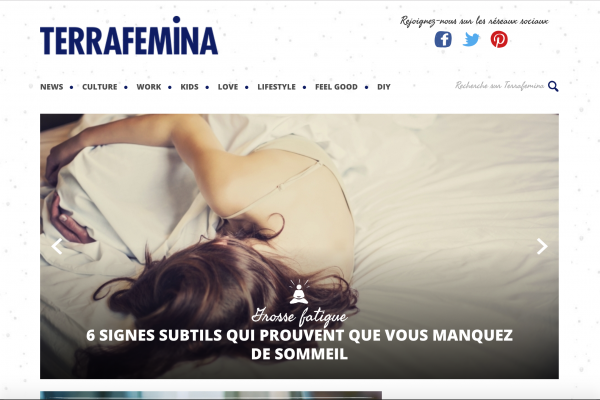 Rejoignez-nous sur les réseaux sociaux
TERRAFEMINA
NEWS • CULTURE • WORK • KIDS • LOVE • LIFESTYLE • FEEL GOOD • DIY
Recherche sur Terrafemina
Grosse fatigue
6 SIGNES SUBTILS QUI PROUVENT QUE VOUS MANQUEZ
DE SOMMEIL